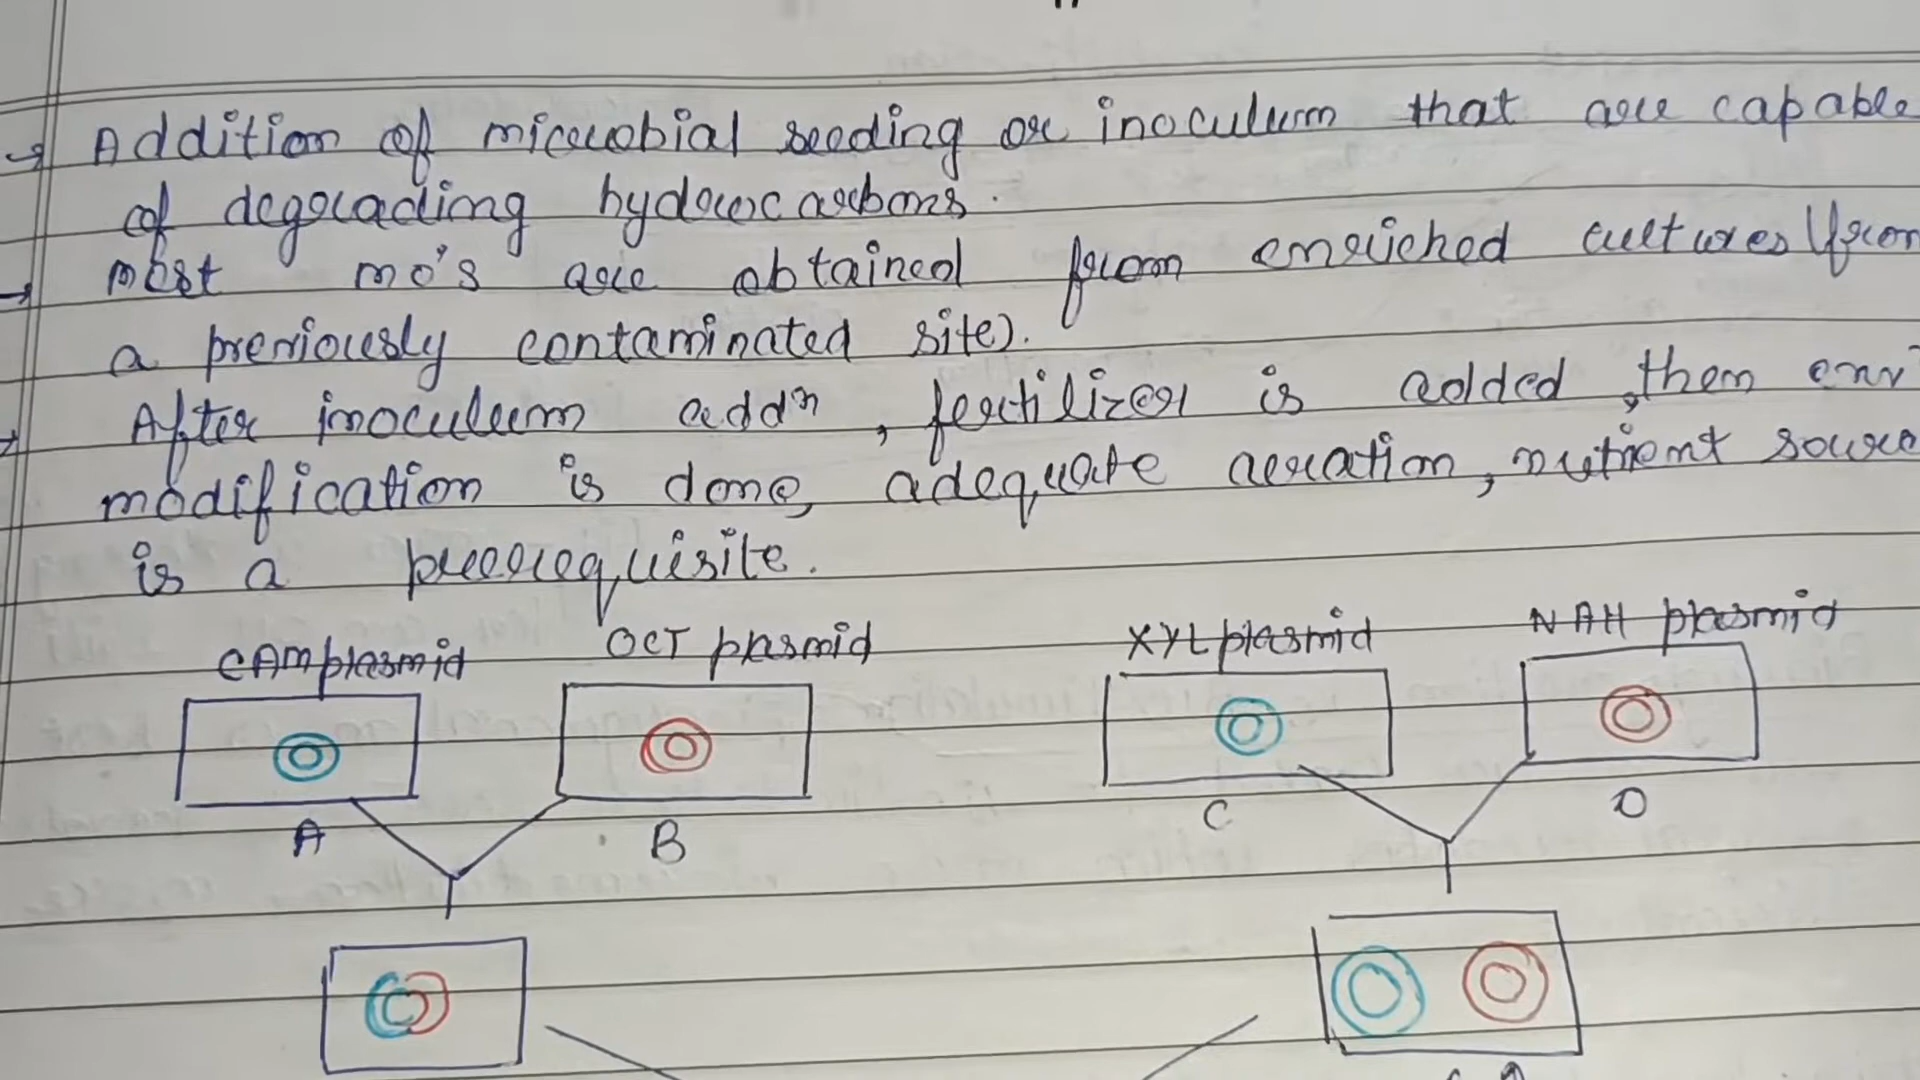 → Addition of microbial seeding or inoculum that are capable
of degrading hydrocarbons.
→ most mo's are obtained from enriched cultures (from
a previously contaminated site).
→ After inoculum addⁿ, fertilizer is added, then env
modification is done, adequate aeration, nutrient source
is a prerequisite.
CAM plasmid OCT plasmid XYL plasmid NAH plasmid
A B C D